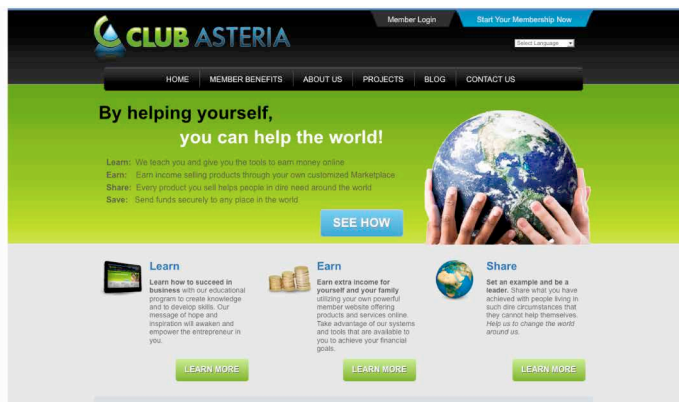 Member Login
Start Your Membership Now
CLUB ASTERIA
Select Language
HOME
MEMBER BENEFITS
ABOUT US
PROJECTS
BLOG
CONTACT US
By helping yourself,
you can help the world!
Learn: We teach you and give you the tools to earn money online
Earn: Earn income selling products through your own customized Marketplace
Share: Every product you sell helps people in dire need around the world
Save: Send funds securely to any place in the world
SEE HOW
Learn
Learn how to succeed in
business with our educational
program to create knowledge
and to develop skills. Our
message of hope and
inspiration will awaken and
empower the entrepreneur in
you.
LEARN MORE
Earn
Earn extra income for
yourself and your family
utilizing your own powerful
member website offering
products and services online.
Take advantage of our systems
and tools that are available to
you to achieve your financial
goals.
LEARN MORE
Share
Set an example and be a
leader. Share what you have
achieved with people living in
such dire circumstances that
they cannot help themselves.
Help us to change the world
around us.
LEARN MORE